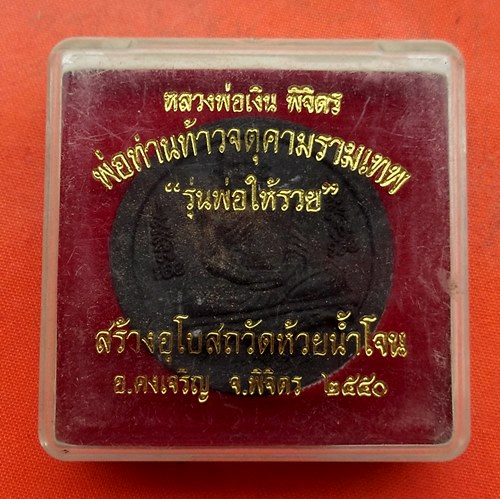 หลวงพ่อเงิน พิจิตร
พ่อท่านท้าวจตุคามรามเทพ
“รุ่นพ่อให้รวย”
สร้างอุโบสถวัดห้วยน้ำโจน
อ.ดงเจริญ จ.พิจิตร ๒๕๕๐